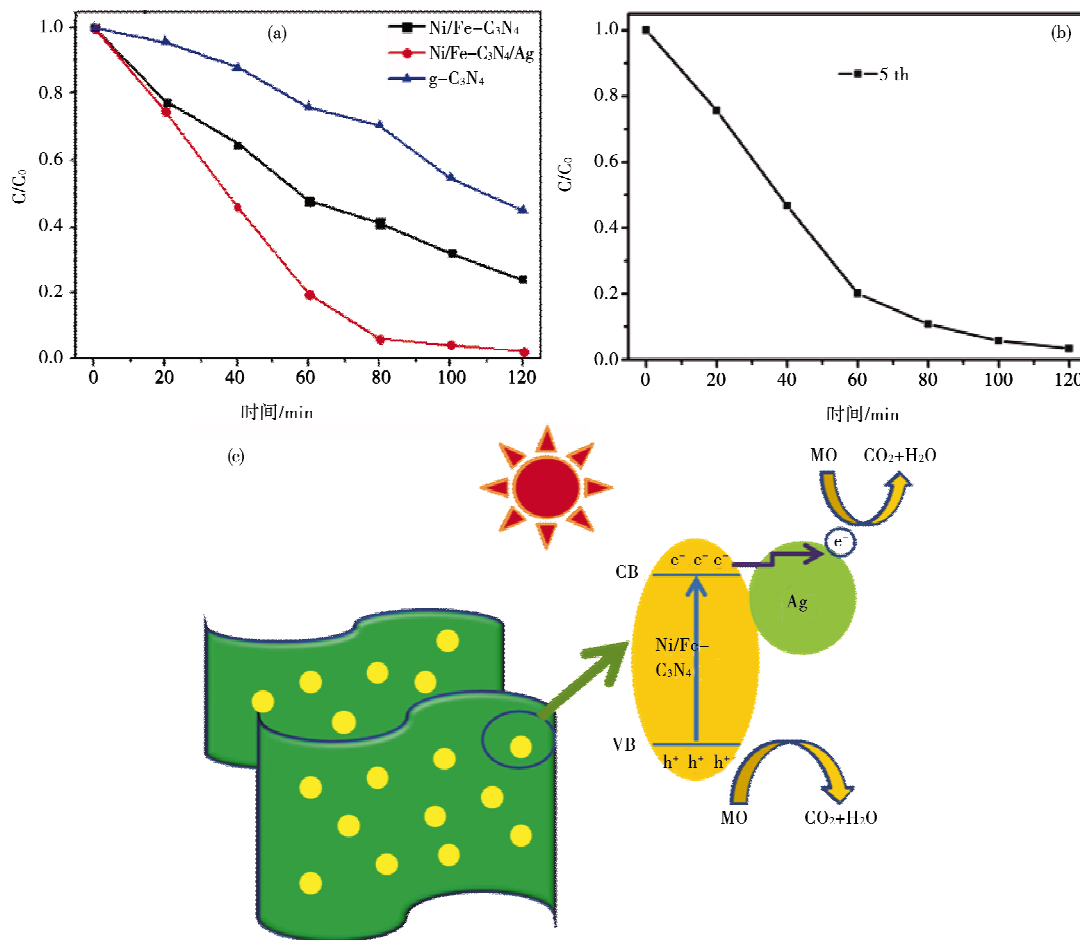 (a)
Ni/Fe-C₃N₄
Ni/Fe-C₃N₄/Ag
g-C₃N₄
1.0
0.8
0.6
0.4
0.2
0.0
C/C₀
0 20 40 60 80 100 120
时间/min
(b)
5 th
1.0
0.8
0.6
0.4
0.2
0.0
C/C₀
0 20 40 60 80 100 120
时间/min
(c)
MO CO₂+H₂O
e⁻
CB e⁻ e⁻ e⁻
Ag
Ni/Fe-
C₃N₄
VB
h⁺ h⁺ h⁺
MO CO₂+H₂O